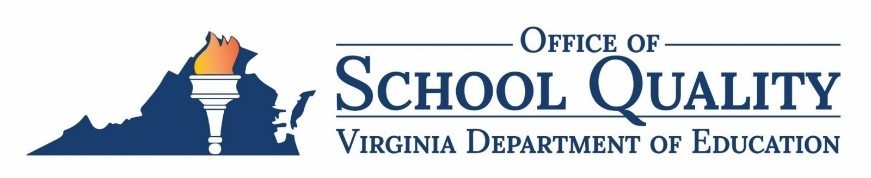 Office of
School Quality
Virginia Department of Education